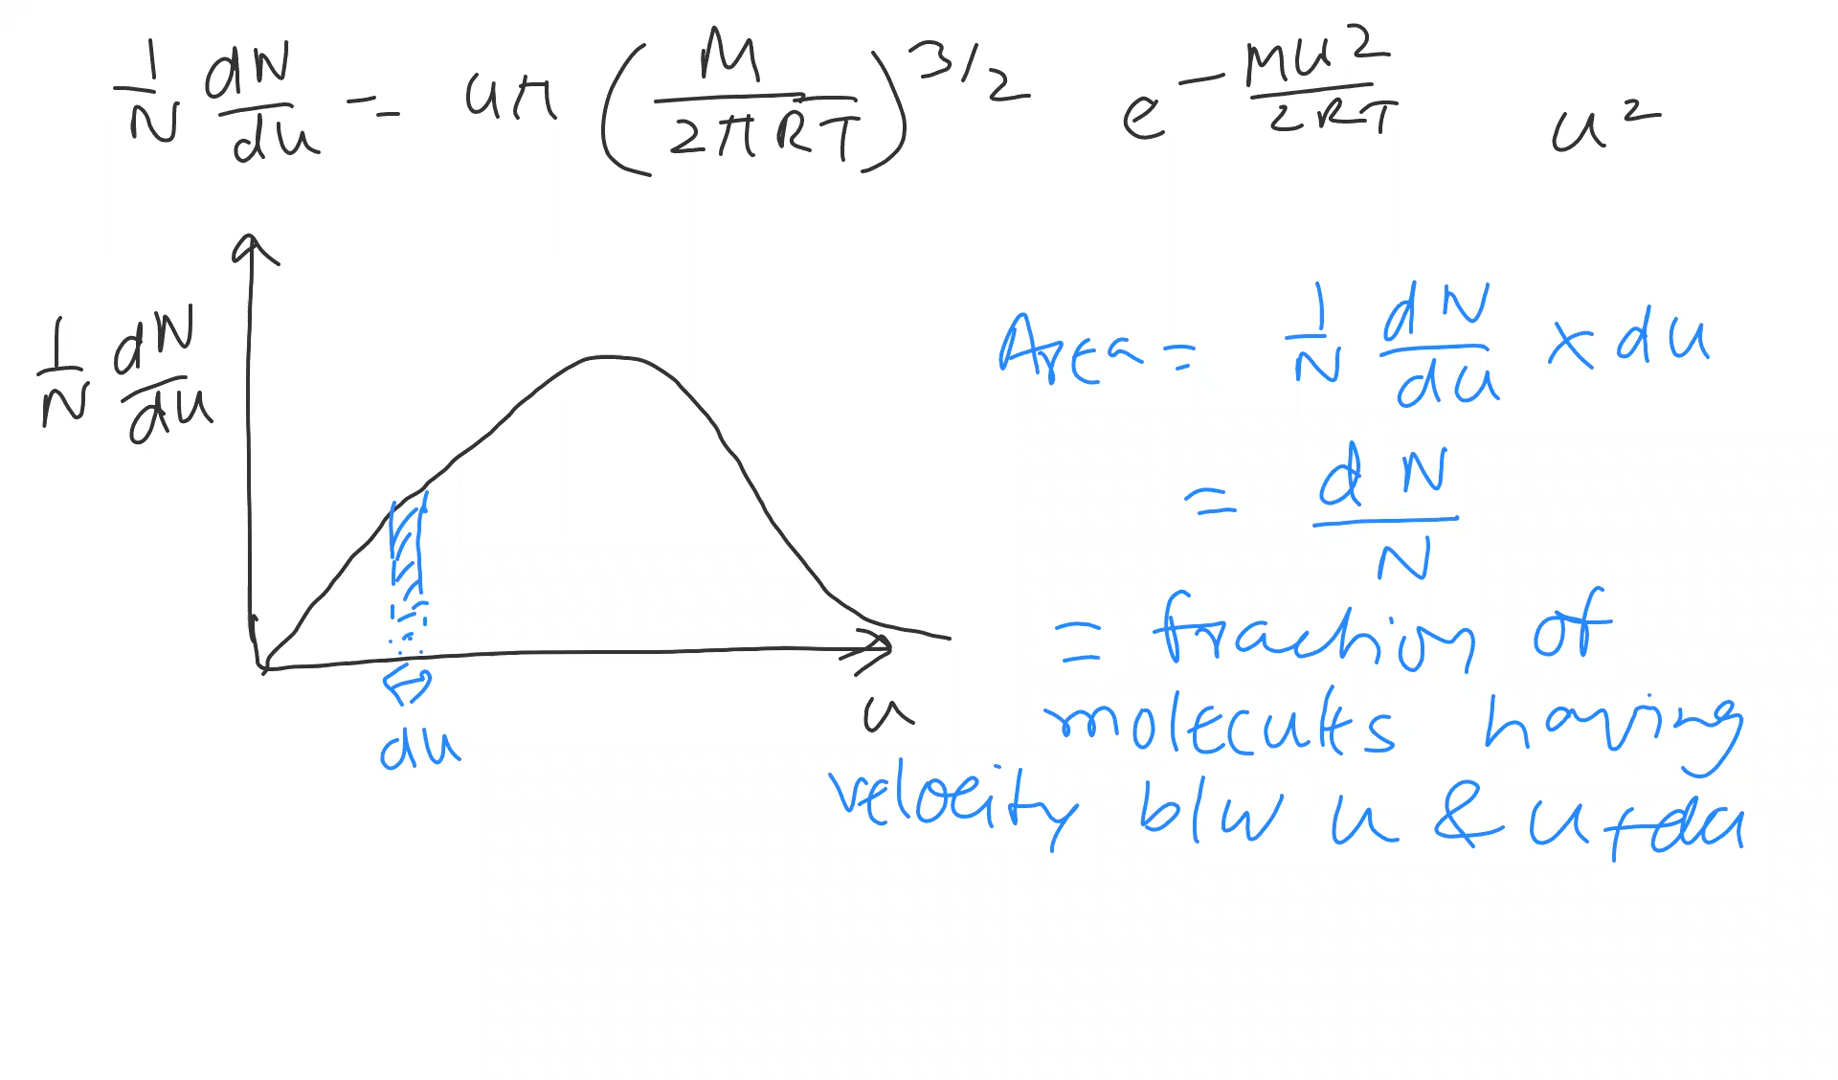 1/N dN/du = 4π (M/2πRT)^3/2 e^-Mu²/2RT u²
1/N dN/du
Area = 1/N dN/du × du
= dN/N
= fraction of
molecules having
velocity b/w u & u+du
u
du